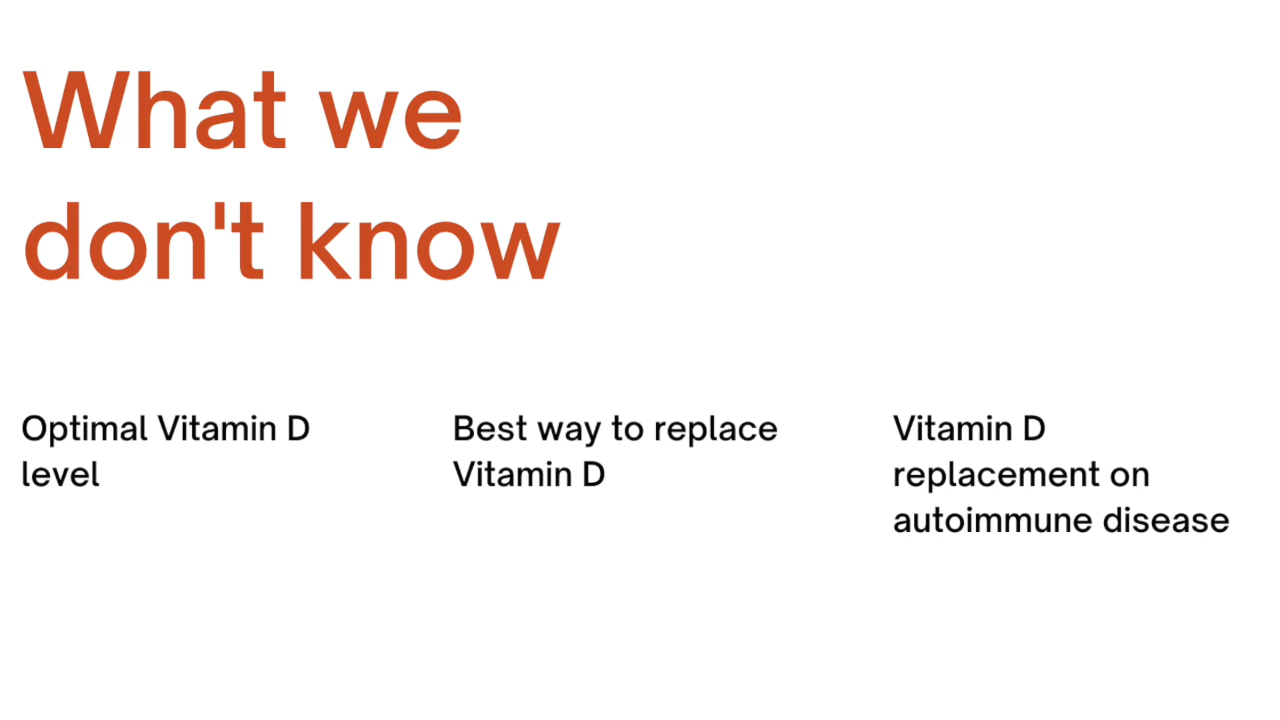 What we
don't know
Optimal Vitamin D
level
Best way to replace
Vitamin D
Vitamin D
replacement on
autoimmune disease